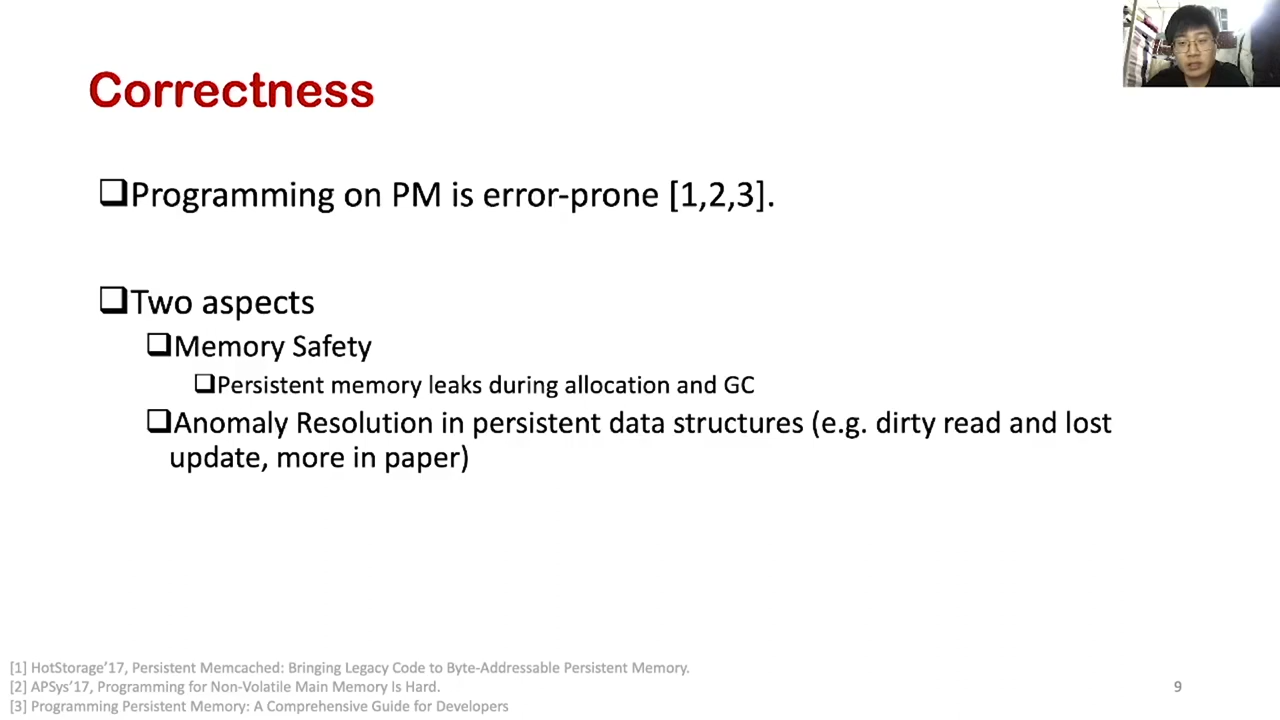 Correctness
Programming on PM is error-prone [1,2,3].
Two aspects
Memory Safety
Persistent memory leaks during allocation and GC
Anomaly Resolution in persistent data structures (e.g. dirty read and lost
update, more in paper)
[1] HotStorage’17, Persistent Memcached: Bringing Legacy Code to Byte-Addressable Persistent Memory.
[2] APSys’17, Programming for Non-Volatile Main Memory Is Hard.
[3] Programming Persistent Memory: A Comprehensive Guide for Developers
9